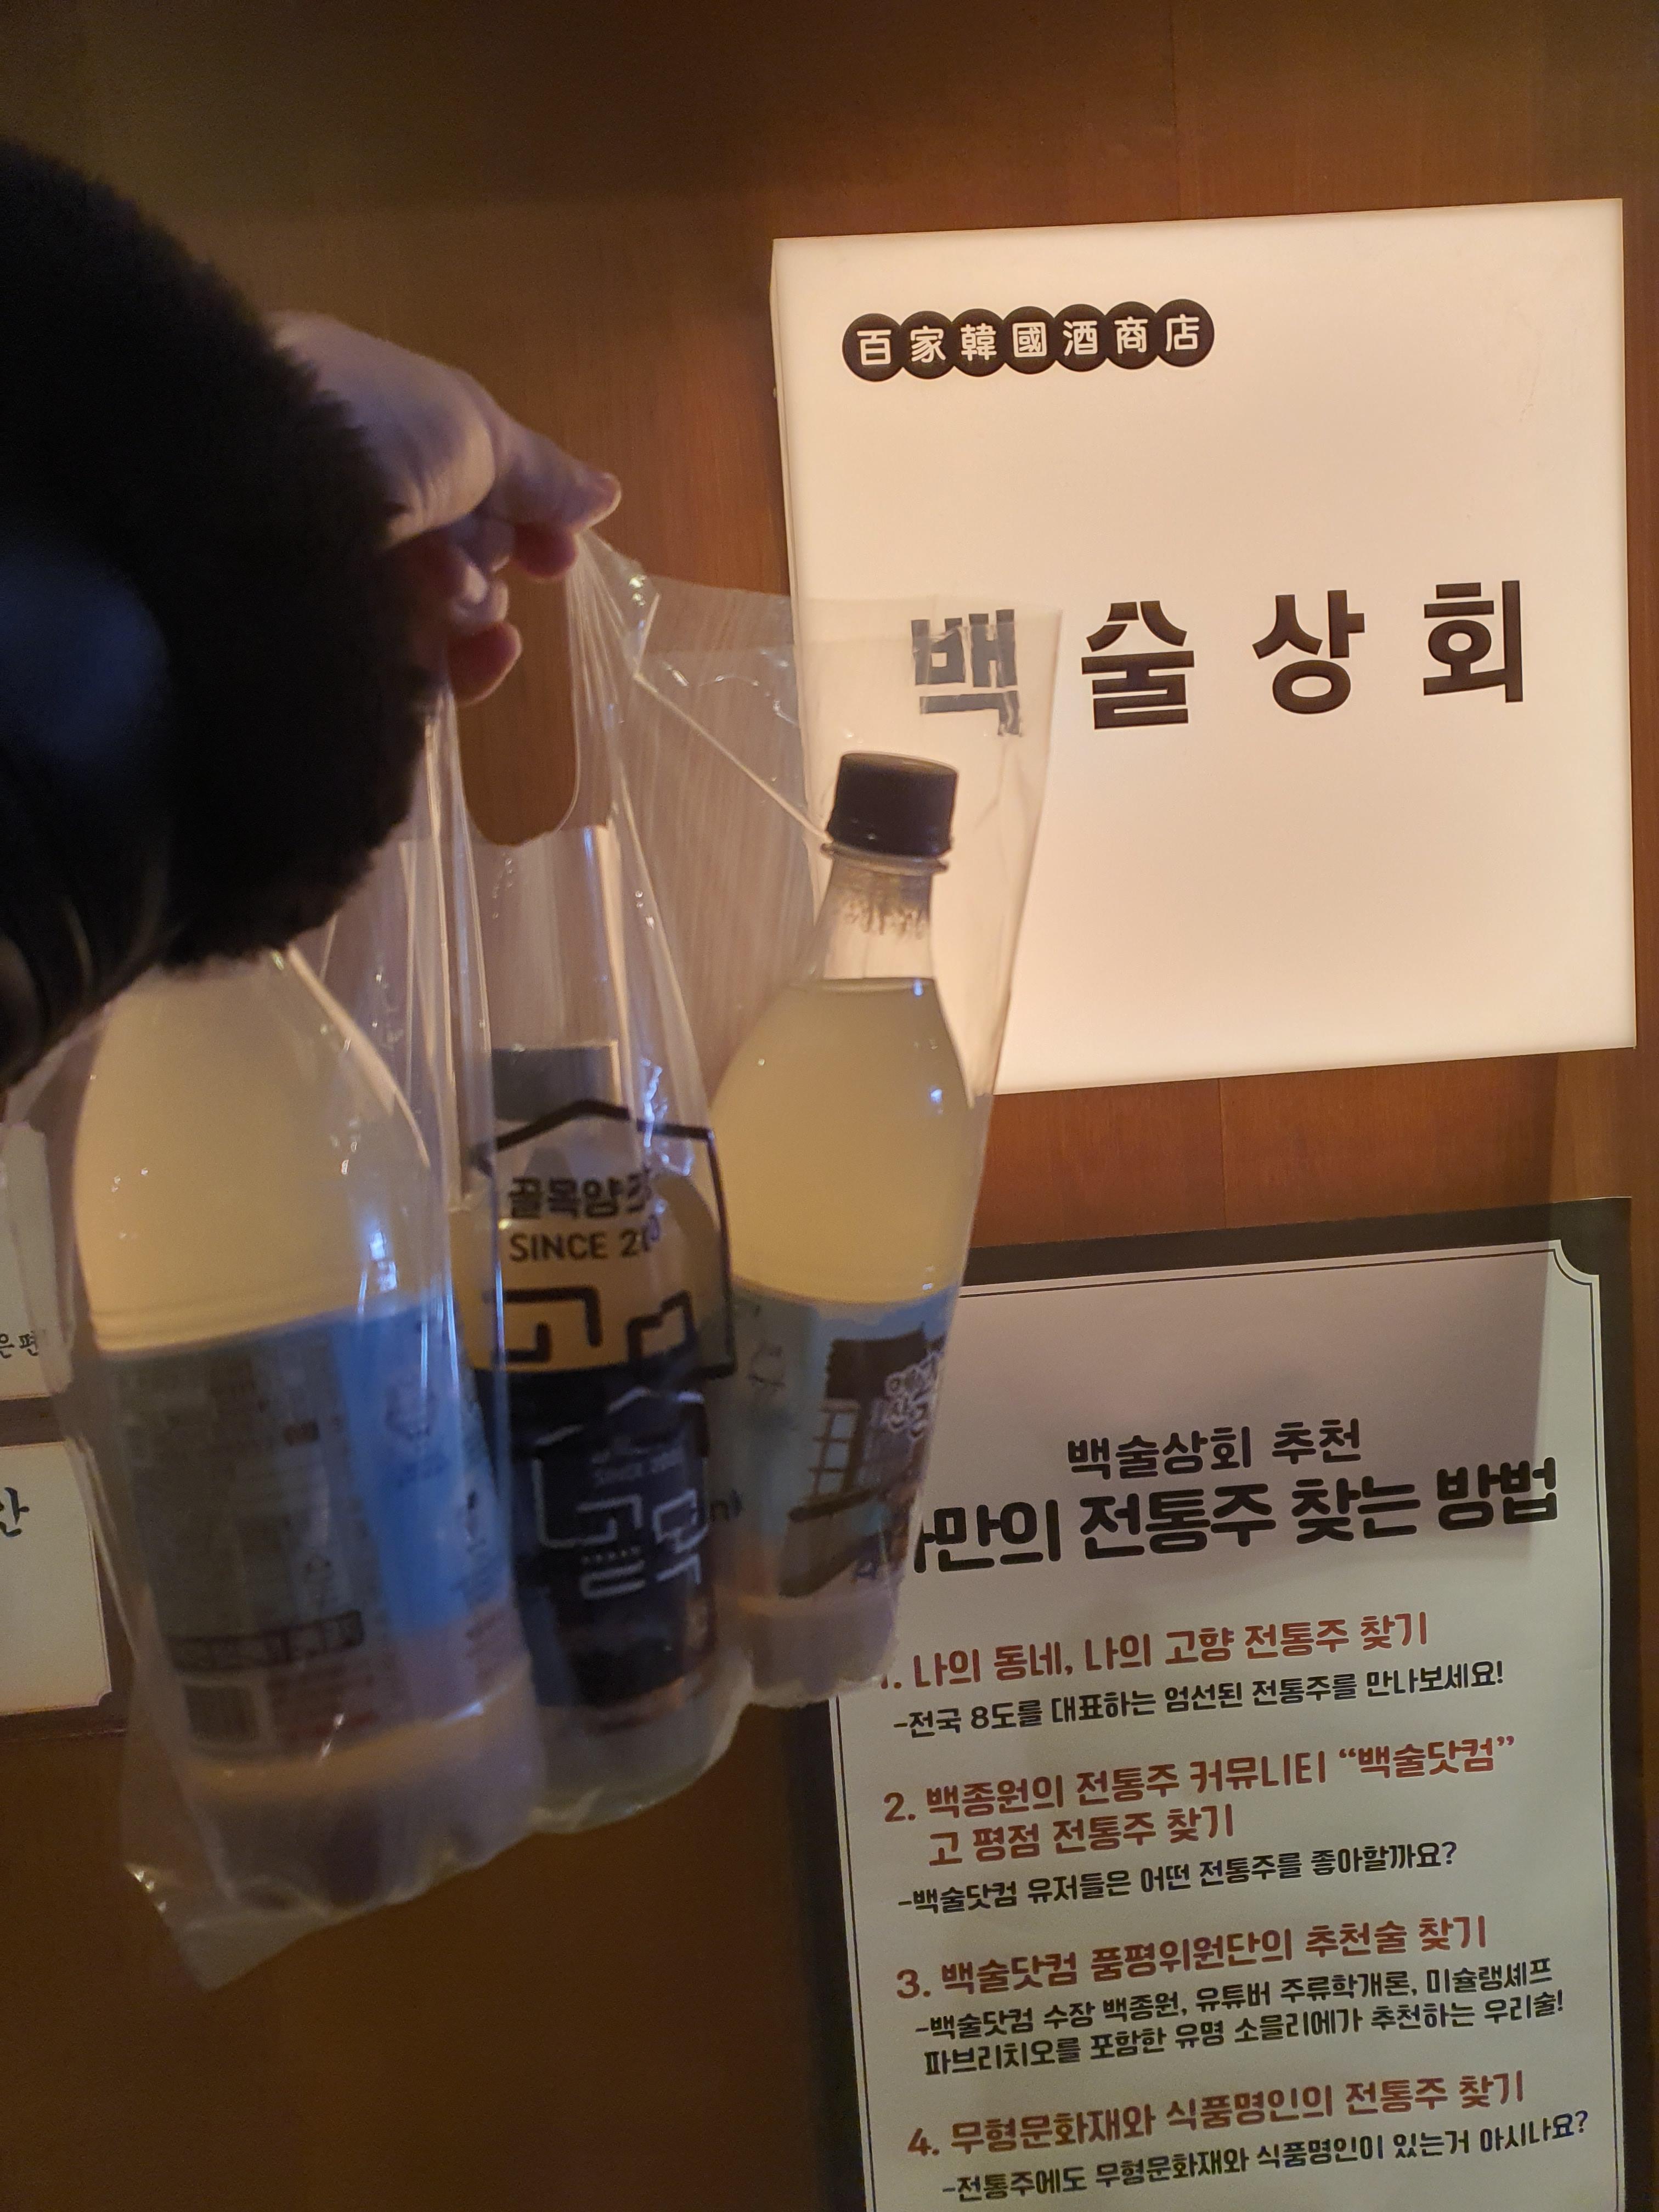 百家韓國酒商店
백술상회
골목양조
SINCE 20
골목
SINCE
골목
은편
산
백술상회 추천
나만의 전통주 찾는 방법
1. 나의 동네, 나의 고향 전통주 찾기
-전국 8도를 대표하는 엄선된 전통주를 만나보세요!
2. 백종원의 전통주 커뮤니티 “백술닷컴”
고 평점 전통주 찾기
-백술닷컴 유저들은 어떤 전통주를 좋아할까요?
3. 백술닷컴 품평위원단의 추천술 찾기
-백술닷컴 수장 백종원, 유튜버 주류학개론, 미슐랭셰프
파브리치오를 포함한 유명 소믈리에가 추천하는 우리술!
4. 무형문화재와 식품명인의 전통주 찾기
-전통주에도 무형문화재와 식품명인이 있는거 아시나요?